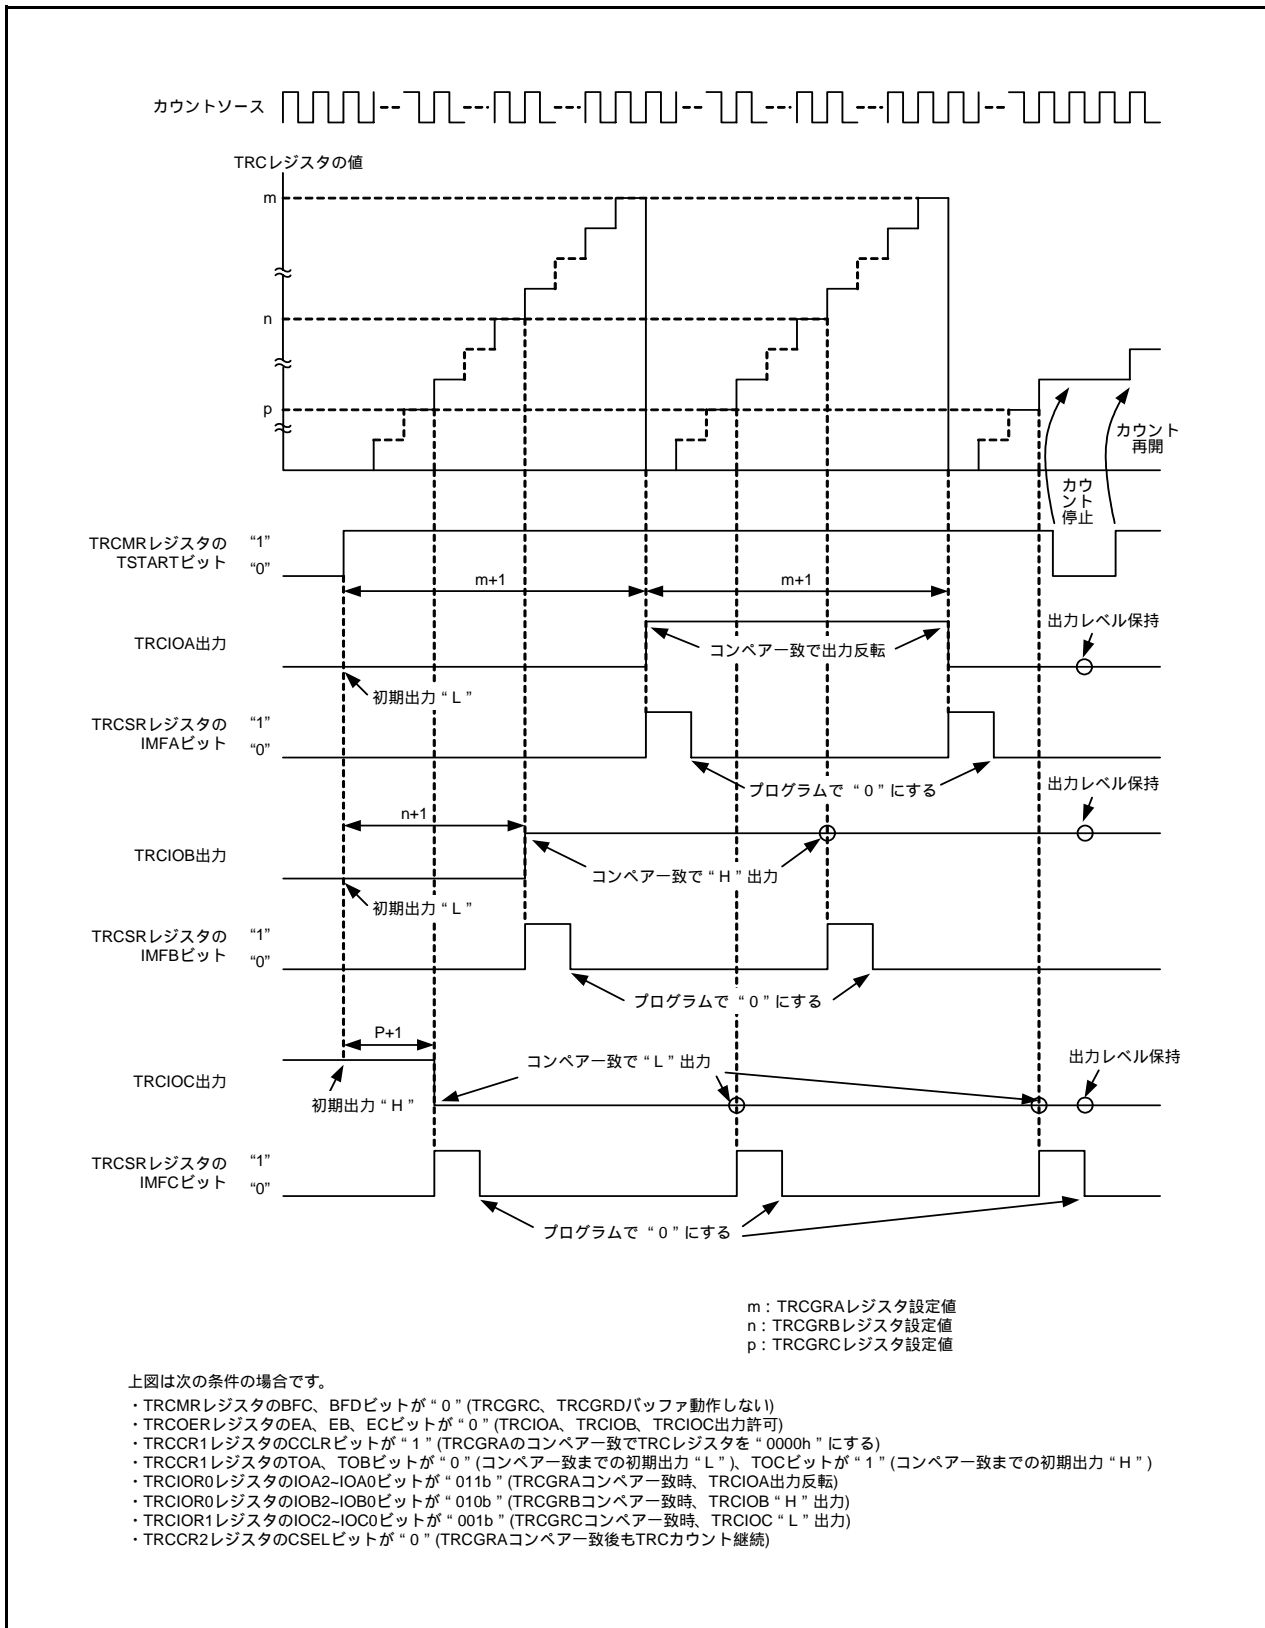 カウントソース
TRCレジスタの値
m
n
p
カウント
再開
カウ
ント
停止
TRCMRレジスタの
TSTARTビット
“1”
“0”
m+1
m+1
TRCIOA出力
コンペア一致で出力反転
出力レベル保持
初期出力 “ L ”
TRCSRレジスタの
IMFAビット
“1”
“0”
プログラムで “ 0 ” にする
n+1
出力レベル保持
TRCIOB出力
コンペア一致で “ H ” 出力
初期出力 “ L ”
TRCSRレジスタの
IMFBビット
“1”
“0”
プログラムで “ 0 ” にする
P+1
コンペア一致で “ L ” 出力
出力レベル保持
TRCIOC出力
初期出力 “ H ”
TRCSRレジスタの
IMFCビット
“1”
“0”
プログラムで “ 0 ” にする
m : TRCGRAレジスタ設定値
n : TRCGRBレジスタ設定値
p : TRCGRCレジスタ設定値
上図は次の条件の場合です。
・TRCMRレジスタのBFC、BFDビットが “ 0 ” (TRCGRC、TRCGRDバッファ動作しない)
・TRCOERレジスタのEA、EB、ECビットが “ 0 ” (TRCIOA、TRCIOB、TRCIOC出力許可)
・TRCCR1レジスタのCCLRビットが “ 1 ” (TRCGRAのコンペア一致でTRCレジスタを “ 0000h ” にする)
・TRCCR1レジスタのTOA、TOBビットが “ 0 ” (コンペア一致までの初期出力 “ L ” )、TOCビットが “ 1 ” (コンペア一致までの初期出力 “ H ” )
・TRCIOR0レジスタのIOA2~IOA0ビットが “ 011b ” (TRCGRAコンペア一致時、TRCIOA出力反転)
・TRCIOR0レジスタのIOB2~IOB0ビットが “ 010b ” (TRCGRBコンペア一致時、TRCIOB “ H ” 出力)
・TRCIOR1レジスタのIOC2~IOC0ビットが “ 001b ” (TRCGRCコンペア一致時、TRCIOC “ L ” 出力)
・TRCCR2レジスタのCSELビットが “ 0 ” (TRCGRAコンペア一致後もTRCカウント継続)